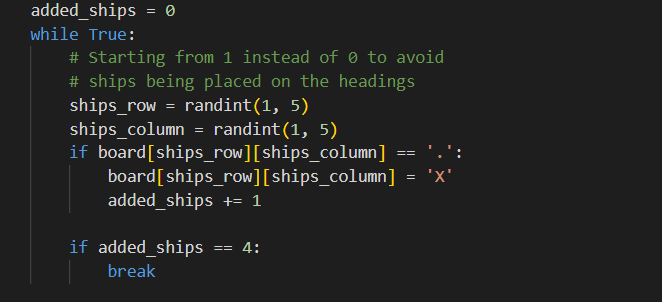 added_ships = 0
while True:
    # Starting from 1 instead of 0 to avoid
    # ships being placed on the headings
    ships_row = randint(1, 5)
    ships_column = randint(1, 5)
    if board[ships_row][ships_column] == '.':
        board[ships_row][ships_column] = 'X'
        added_ships += 1

    if added_ships == 4:
        break